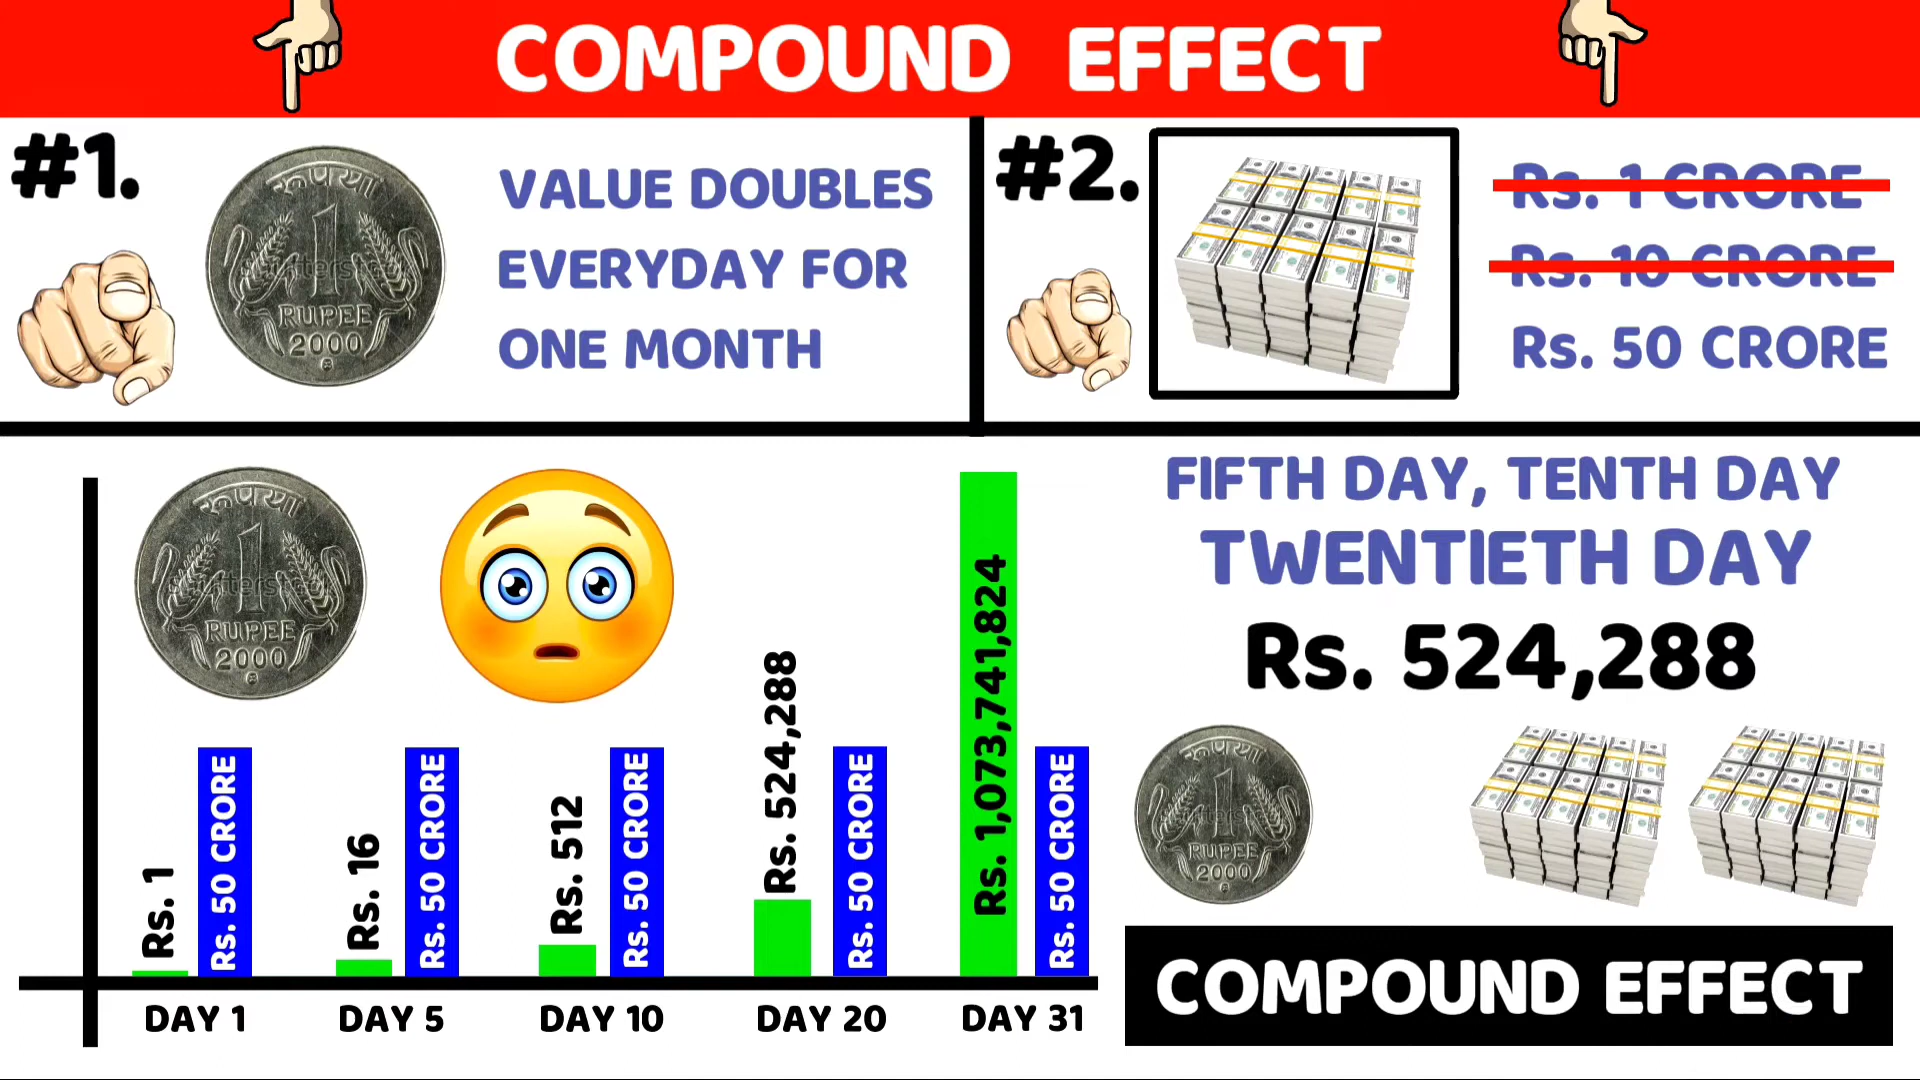 COMPOUND EFFECT
#1.
रूपया
1
RUPEE
2000
VALUE DOUBLES
EVERYDAY FOR
ONE MONTH
#2.
Rs. 1 CRORE
Rs. 10 CRORE
Rs. 50 CRORE
रूपया
1
RUPEE
2000
Rs. 1
Rs. 50 CRORE
Rs. 16
Rs. 50 CRORE
Rs. 512
Rs. 50 CRORE
Rs. 524,288
Rs. 50 CRORE
Rs. 1,073,741,824
Rs. 50 CRORE
DAY 1
DAY 5
DAY 10
DAY 20
DAY 31
FIFTH DAY, TENTH DAY
TWENTIETH DAY
Rs. 524,288
रूपया
1
RUPEE
2000
COMPOUND EFFECT